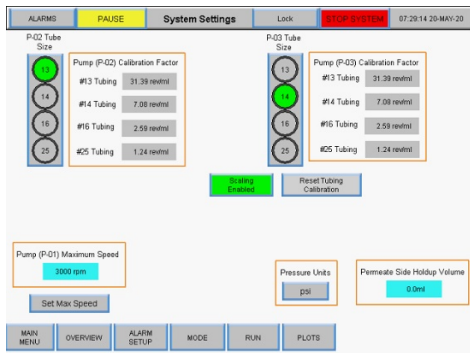 ALARMS PAUSE System Settings Lock STOP SYSTEM 07:29:14 20-MAY-20
P-02 Tube
Size
13
14
16
25
Pump (P-02) Calibration Factor
#13 Tubing 31.39 rev/ml
#14 Tubing 7.08 rev/ml
#16 Tubing 2.59 rev/ml
#25 Tubing 1.24 rev/ml
P-03 Tube
Size
13
14
16
25
Pump (P-03) Calibration Factor
#13 Tubing 31.39 rev/ml
#14 Tubing 7.08 rev/ml
#16 Tubing 2.59 rev/ml
#25 Tubing 1.24 rev/ml
Scaling
Enabled
Reset Tubing
Calibration
Pump (P-01) Maximum Speed
3000 rpm
Set Max Speed
Pressure Units
psi
Permeate Side Holdup Volume
0.0ml
MAIN
MENU
OVERVIEW
ALARM
SETUP
MODE
RUN
PLOTS